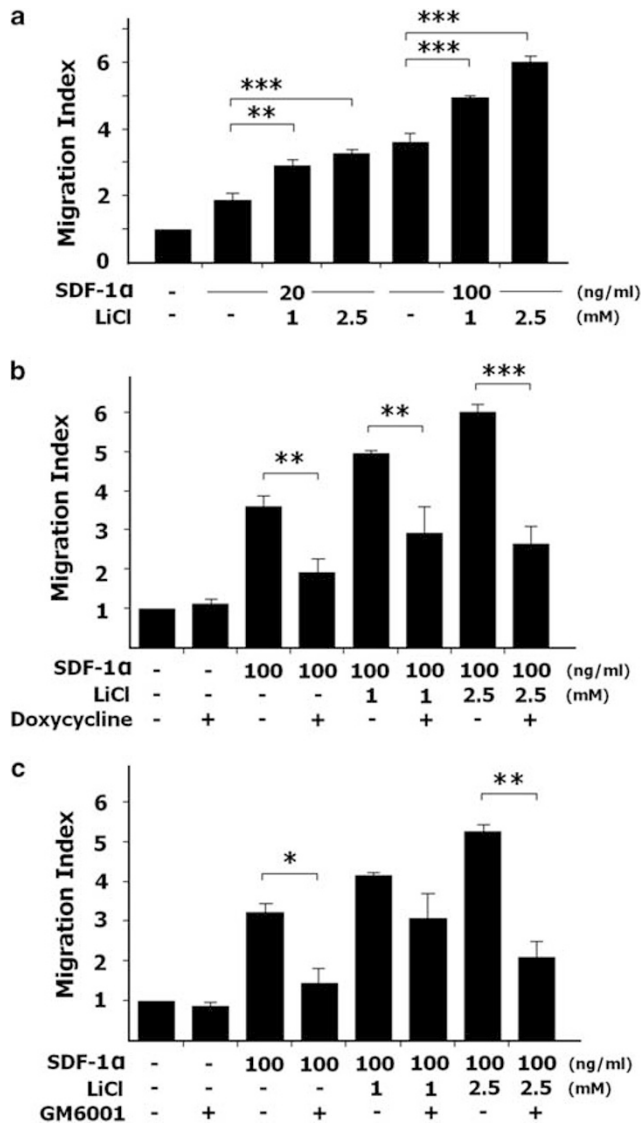 a
***
***
***
**
6
4
2
0
Migration Index
SDF-1α - 20 100 (ng/ml)
LiCl - - 1 2.5 - 1 2.5 (mM)
b
***
**
**
6
5
4
3
2
1
Migration Index
SDF-1α - - 100 100 100 100 100 100 (ng/ml)
LiCl - - - - 1 1 2.5 2.5 (mM)
Doxycycline - + - + - + - +
c
**
*
6
5
4
3
2
1
Migration Index
SDF-1α - - 100 100 100 100 100 100 (ng/ml)
LiCl - - - - 1 1 2.5 2.5 (mM)
GM6001 - + - + - + - +